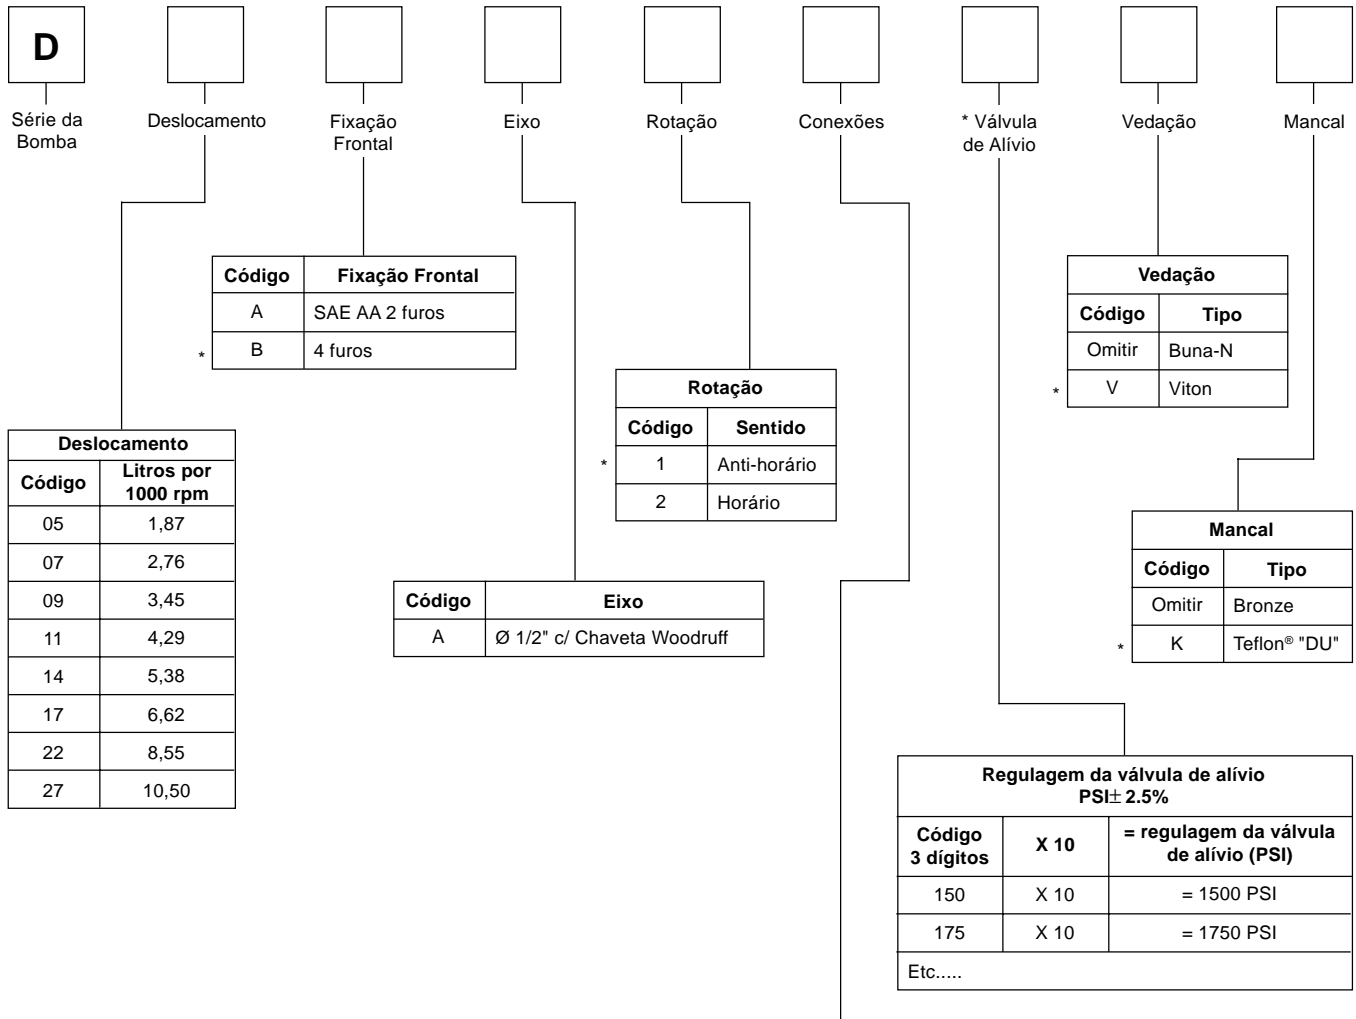 D
Série da
Bomba
Deslocamento
Fixação
Frontal
Eixo
Rotação
Conexões
* Válvula
de Alívio
Vedação
Mancal
Código Fixação Frontal
A SAE AA 2 furos
* B 4 furos
Vedação
Código Tipo
Omitir Buna-N
* V Viton
Rotação
Código Sentido
* 1 Anti-horário
2 Horário
Deslocamento
Código Litros por
1000 rpm
05 1,87
07 2,76
09 3,45
11 4,29
14 5,38
17 6,62
22 8,55
27 10,50
Mancal
Código Tipo
Omitir Bronze
* K Teflon® "DU"
Código Eixo
A Ø 1/2" c/ Chaveta Woodruff
Regulagem da válvula de alívio
PSI± 2.5%
Código
3 dígitos X 10 = regulagem da válvula
de alívio (PSI)
150 X 10 = 1500 PSI
175 X 10 = 1750 PSI
Etc.....